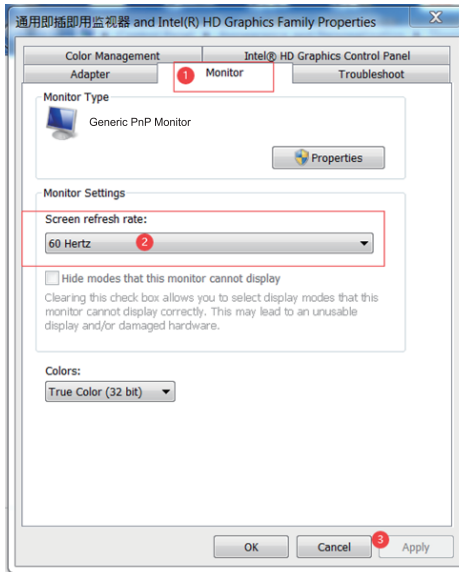 通用即插即用监视器 and Intel(R) HD Graphics Family Properties
X
Color Management
Intel® HD Graphics Control Panel
Adapter
1
Monitor
Troubleshoot
Monitor Type
Generic PnP Monitor
Properties
Monitor Settings
Screen refresh rate:
60 Hertz
2
Hide modes that this monitor cannot display
Clearing this check box allows you to select display modes that this
monitor cannot display correctly. This may lead to an unusable
display and/or damaged hardware.
Colors:
True Color (32 bit)
OK
Cancel
3
Apply